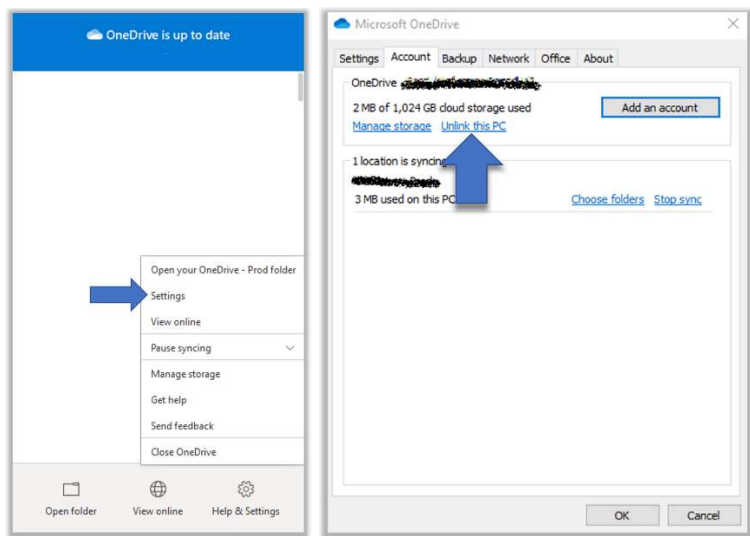 OneDrive is up to date
Open your OneDrive - Prod folder
Settings
View online
Pause syncing
Manage storage
Get help
Send feedback
Close OneDrive
Open folder View online Help & Settings
Microsoft OneDrive
Settings Account Backup Network Office About
OneDrive
2 MB of 1,024 GB cloud storage used Add an account
Manage storage Unlink this PC
1 location is syncing
3 MB used on this PC Choose folders Stop sync
OK Cancel